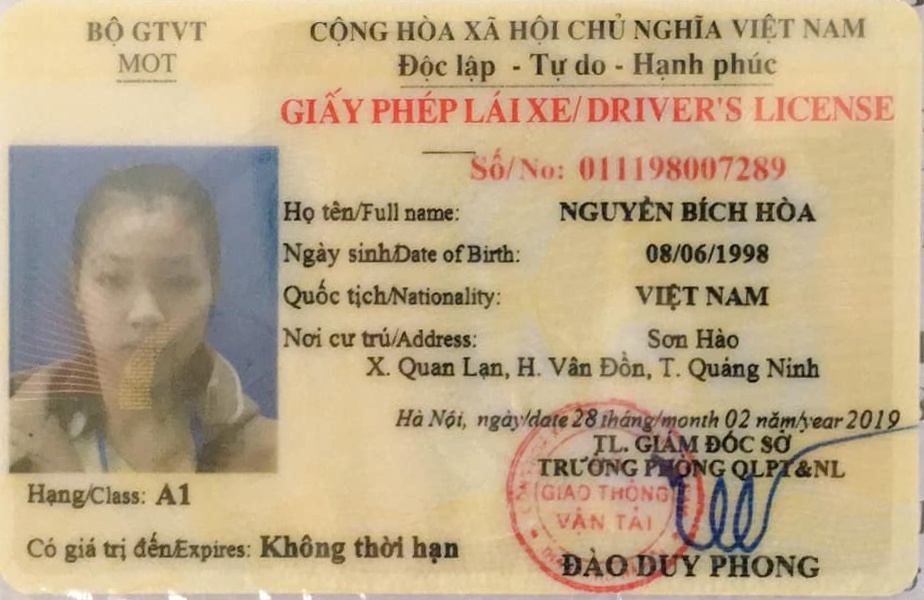 BỘ GTVT
MOT
CỘNG HÒA XÃ HỘI CHỦ NGHĨA VIỆT NAM
Độc lập - Tự do - Hạnh phúc
GIẤY PHÉP LÁI XE/ DRIVER'S LICENSE
Số/No: 011198007289
Họ tên/Full name: NGUYỄN BÍCH HÒA
Ngày sinh/Date of Birth: 08/06/1998
Quốc tịch/Nationality: VIỆT NAM
Nơi cư trú/Address: Sơn Hào
X. Quan Lạn, H. Vân Đồn, T. Quảng Ninh
Hà Nội, ngày/date 28 tháng/month 02 năm/year 2019
TL. GIÁM ĐỐC SỞ
TRƯỞNG PHÒNG QLPT&NL
GIAO THÔNG
VẬN TẢI
Hạng/Class: A1
Có giá trị đến/Expires: Không thời hạn
ĐÀO DUY PHONG